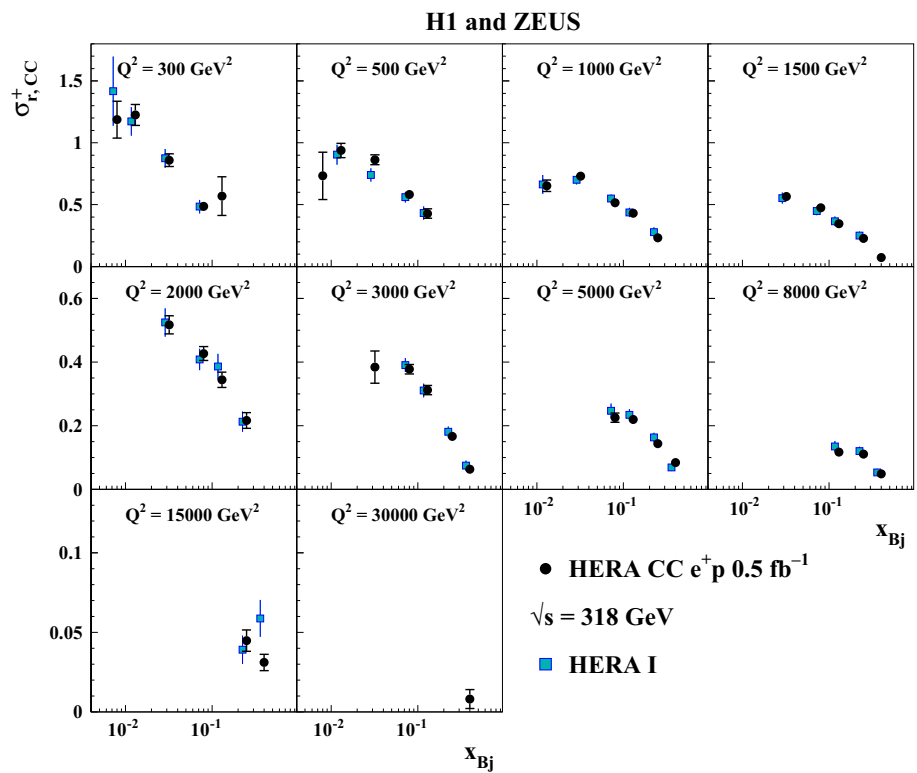 H1 and ZEUS
σ⁺r, CC
Q² = 300 GeV²
Q² = 500 GeV²
Q² = 1000 GeV²
Q² = 1500 GeV²
1.5
1
0.5
0
Q² = 2000 GeV²
Q² = 3000 GeV²
Q² = 5000 GeV²
Q² = 8000 GeV²
0.6
0.4
0.2
0
10⁻² 10⁻¹
10⁻² 10⁻¹
xBj
Q² = 15000 GeV²
Q² = 30000 GeV²
0.1
0.05
0
10⁻² 10⁻¹
10⁻² 10⁻¹
xBj
HERA CC e⁺p 0.5 fb⁻¹
√s = 318 GeV
HERA I